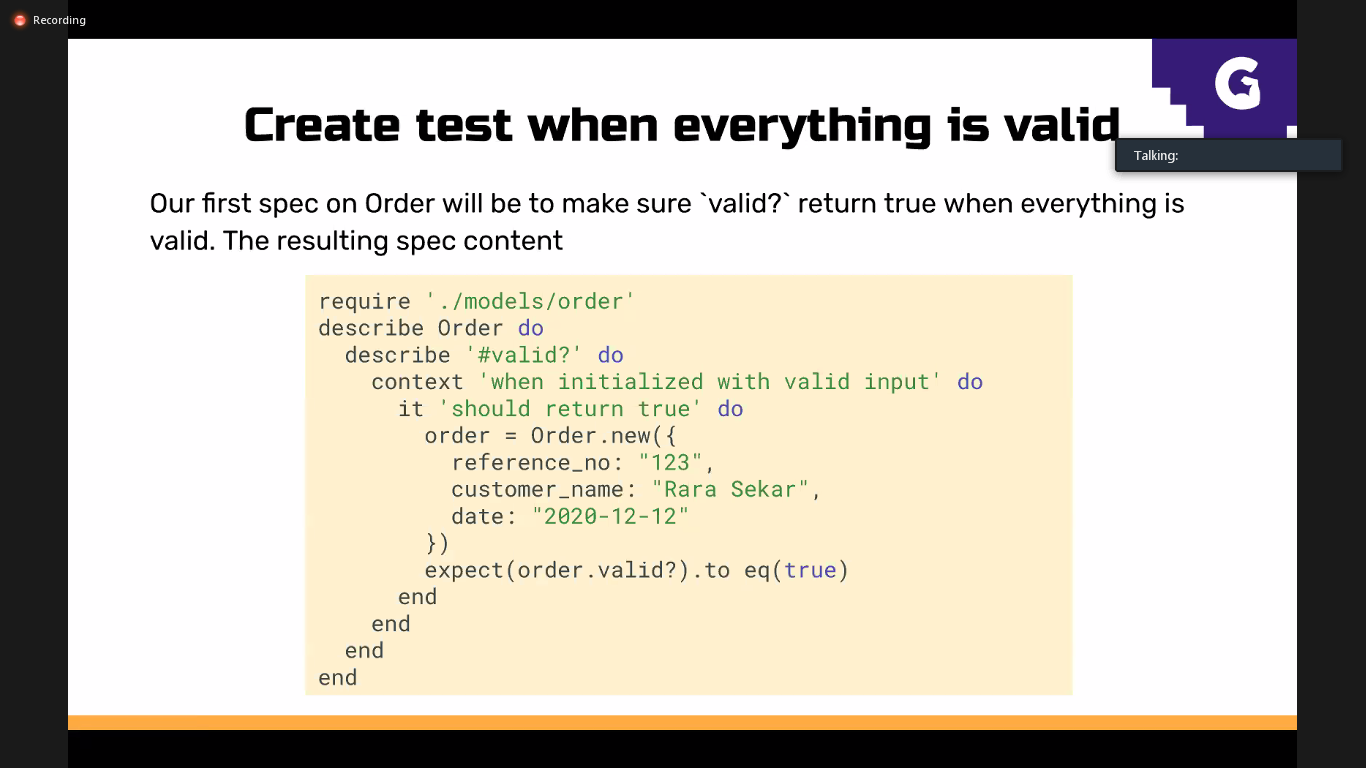 Recording
G
Create test when everything is valid
Talking:
Our first spec on Order will be to make sure `valid?` return true when everything is
valid. The resulting spec content
require './models/order'
describe Order do
  describe '#valid?' do
    context 'when initialized with valid input' do
      it 'should return true' do
        order = Order.new({
          reference_no: "123",
          customer_name: "Rara Sekar",
          date: "2020-12-12"
        })
        expect(order.valid?).to eq(true)
      end
    end
  end
end